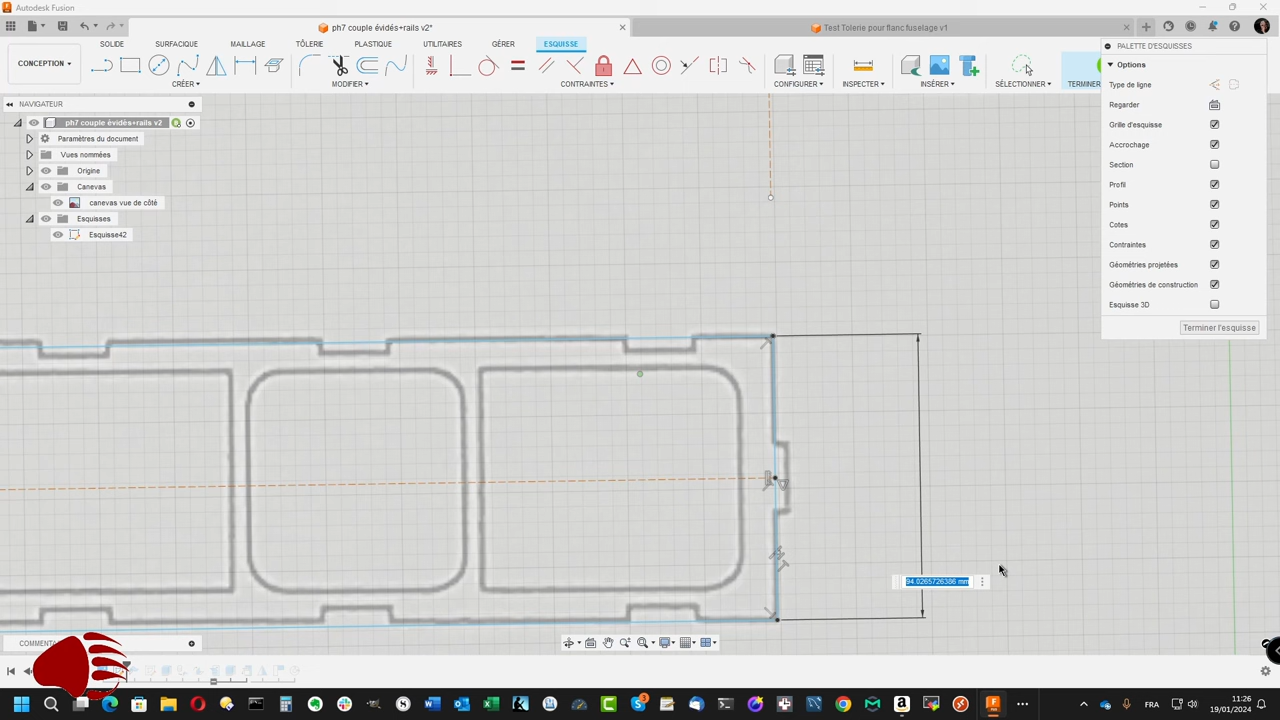 Autodesk Fusion
ph7 couple évidés+rails v2*
Test Tolerie pour flanc fuselage v1
CONCEPTION
SOLIDE
SURFACIQUE
MAILLAGE
TÔLERIE
PLASTIQUE
UTILITAIRES
GÉRER
ESQUISSE
CRÉER
MODIFIER
CONTRAINTES
CONFIGURER
INSPECTER
INSÉRER
SÉLECTIONNER
TERMINER
NAVIGATEUR
ph7 couple évidés+rails v2
Paramètres du document
Vues nommées
Origine
Canevas
canevas vue de côté
Esquisses
Esquisse42
PALETTE D'ESQUISSES
Options
Type de ligne
Regarder
Grille d'esquisse
Accrochage
Section
Profil
Points
Cotes
Contraintes
Géométries projetées
Géométries de construction
Esquisse 3D
Terminer l'esquisse
94.0265726386 mm
COMMENTA
3
FRA
11:26
19/01/2024